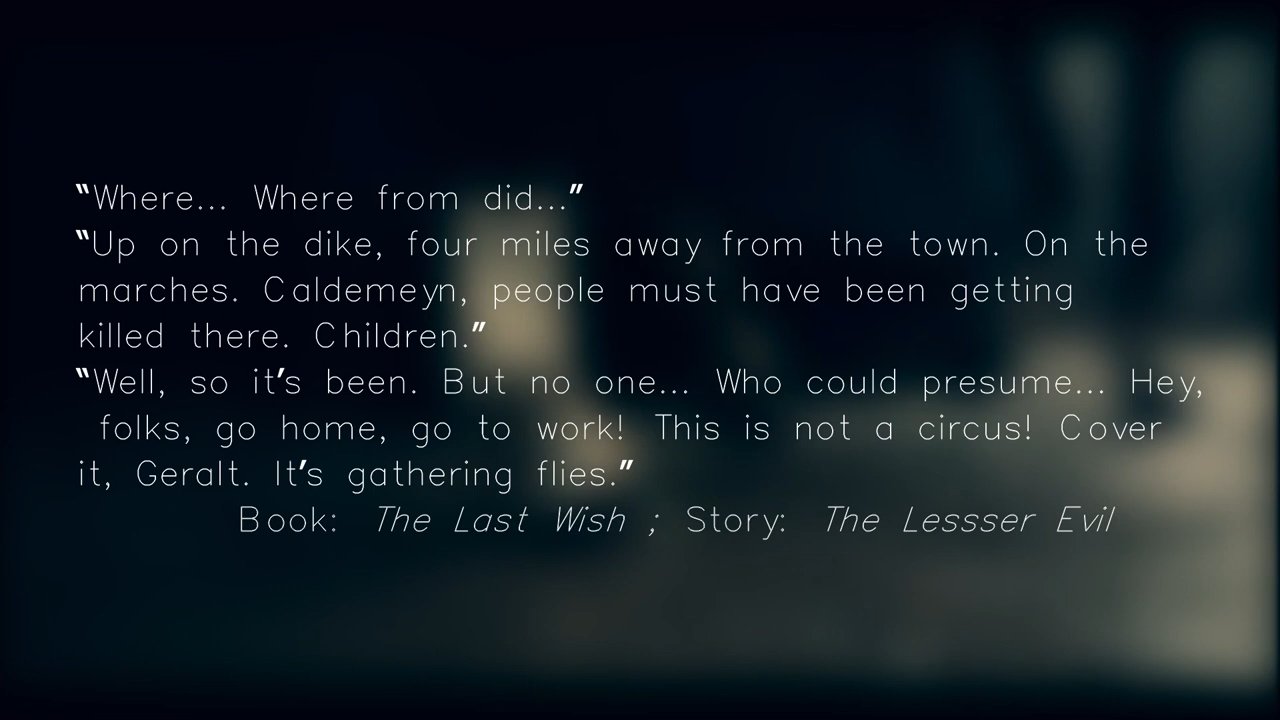 “Where... Where from did...”
“Up on the dike, four miles away from the town. On the
marches. Caldemeyn, people must have been getting
killed there. Children.”
“Well, so it's been. But no one... Who could presume... Hey,
folks, go home, go to work! This is not a circus! Cover
it, Geralt. It's gathering flies.”
Book: The Last Wish ; Story: The Lessser Evil